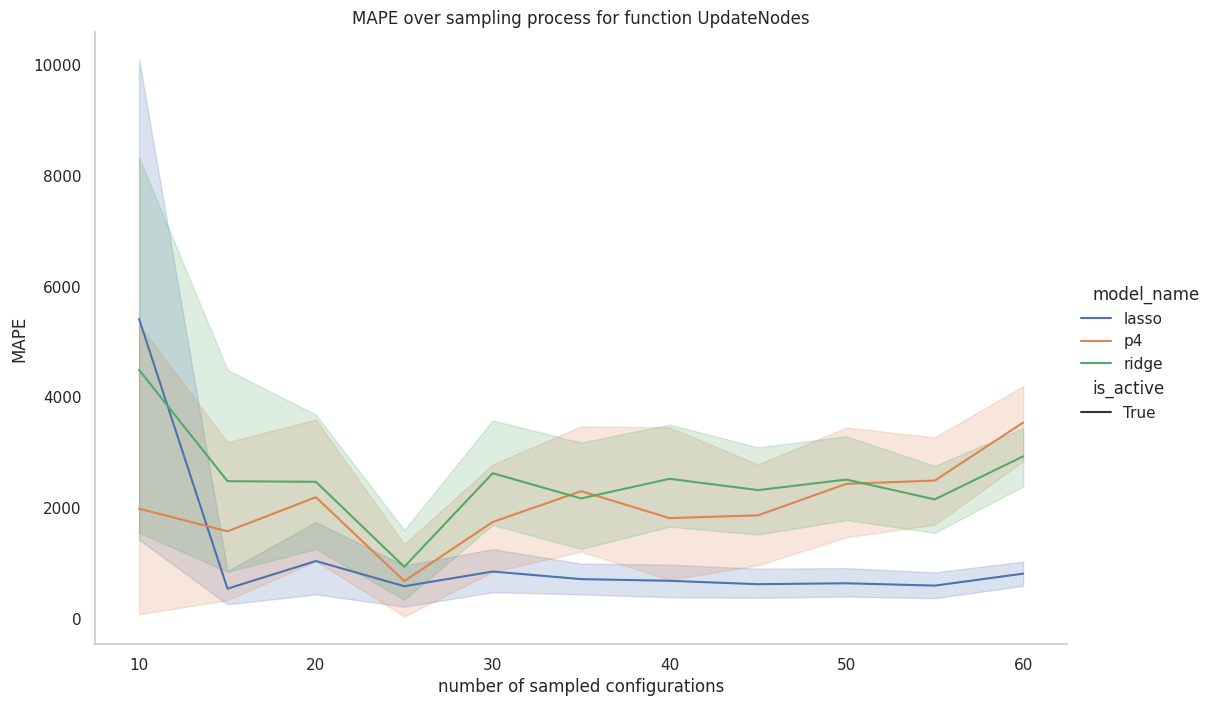 MAPE over sampling process for function UpdateNodes
10000
8000
6000
4000
2000
0
MAPE
10
20
30
40
50
60
number of sampled configurations
model_name
lasso
p4
ridge
is_active
True